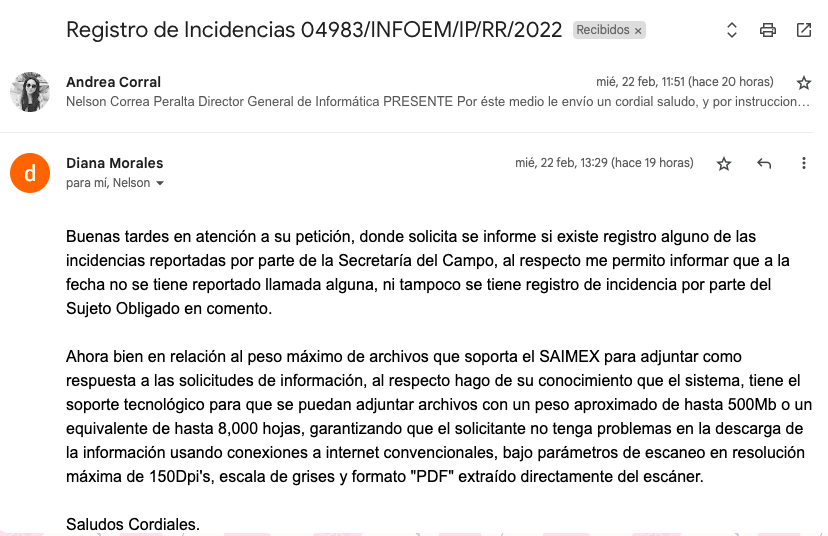 Registro de Incidencias 04983/INFOEM/IP/RR/2022 Recibidos ×
Andrea Corral mié, 22 feb, 11:51 (hace 20 horas)
Nelson Correa Peralta Director General de Informática PRESENTE Por éste medio le envío un cordial saludo, y por instruccion…
d
Diana Morales mié, 22 feb, 13:29 (hace 19 horas)
para mí, Nelson
Buenas tardes en atención a su petición, donde solicita se informe si existe registro alguno de las
incidencias reportadas por parte de la Secretaría del Campo, al respecto me permito informar que a la
fecha no se tiene reportado llamada alguna, ni tampoco se tiene registro de incidencia por parte del
Sujeto Obligado en comento.
Ahora bien en relación al peso máximo de archivos que soporta el SAIMEX para adjuntar como
respuesta a las solicitudes de información, al respecto hago de su conocimiento que el sistema, tiene el
soporte tecnológico para que se puedan adjuntar archivos con un peso aproximado de hasta 500Mb o un
equivalente de hasta 8,000 hojas, garantizando que el solicitante no tenga problemas en la descarga de
la información usando conexiones a internet convencionales, bajo parámetros de escaneo en resolución
máxima de 150Dpi's, escala de grises y formato "PDF" extraído directamente del escáner.
Saludos Cordiales.